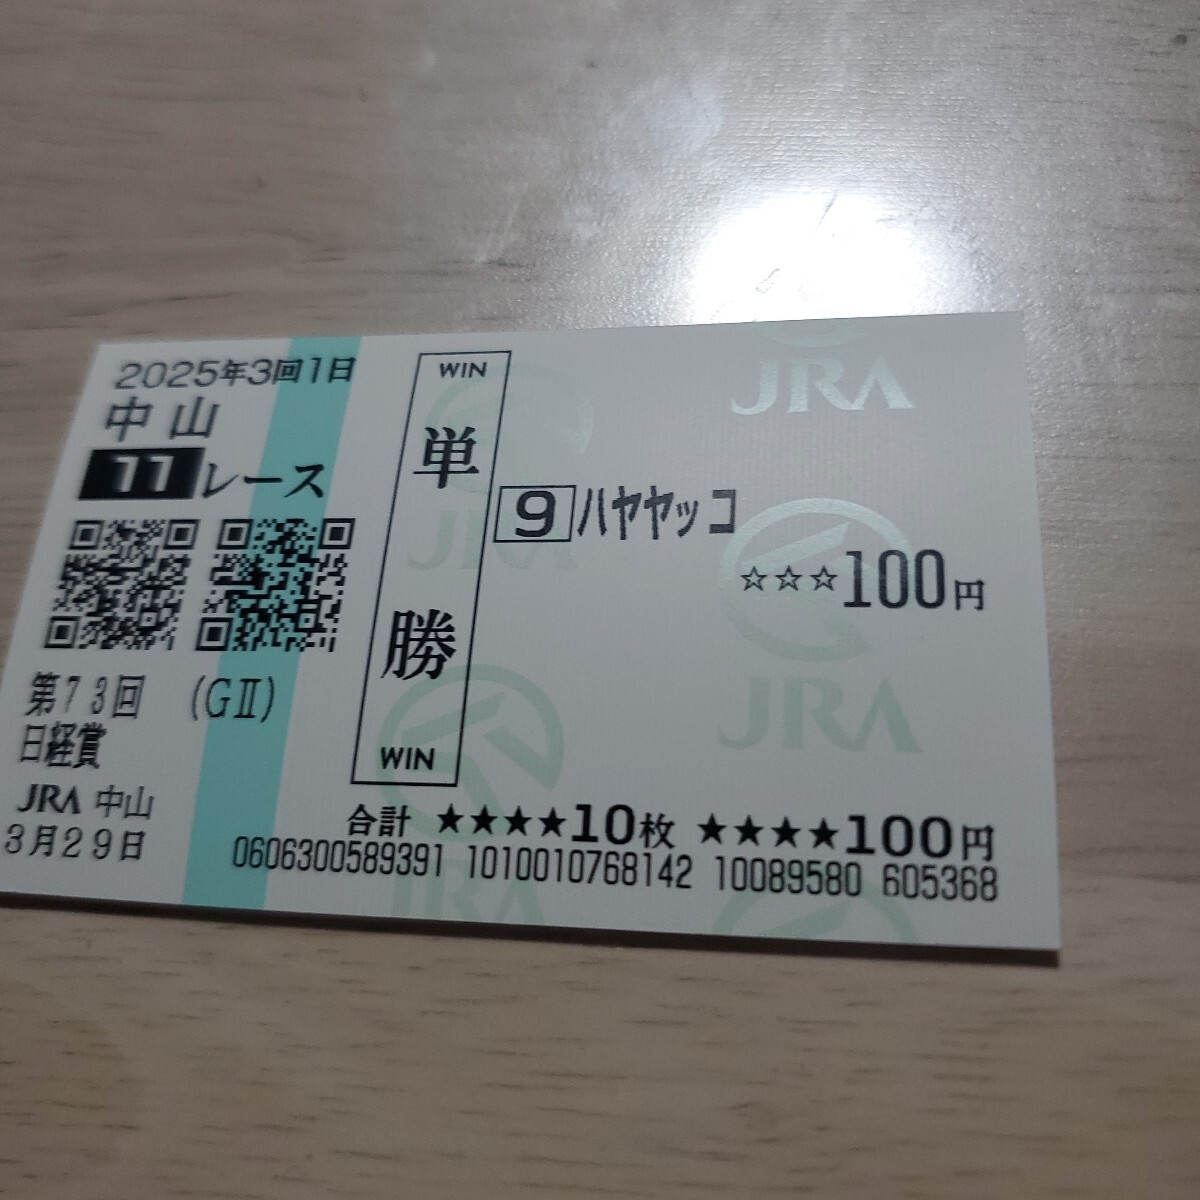 2025年3回1日
中山
11レース
第73回 (GⅡ)
日経賞
JRA 中山
3月29日
WIN
単勝
WIN
9 ハヤヤッコ
☆☆☆100円
合計 ★★★★10枚 ★★★★100円
0606300589391 1010010768142 10089580 605368
JRA
JRA
JRA
JRA